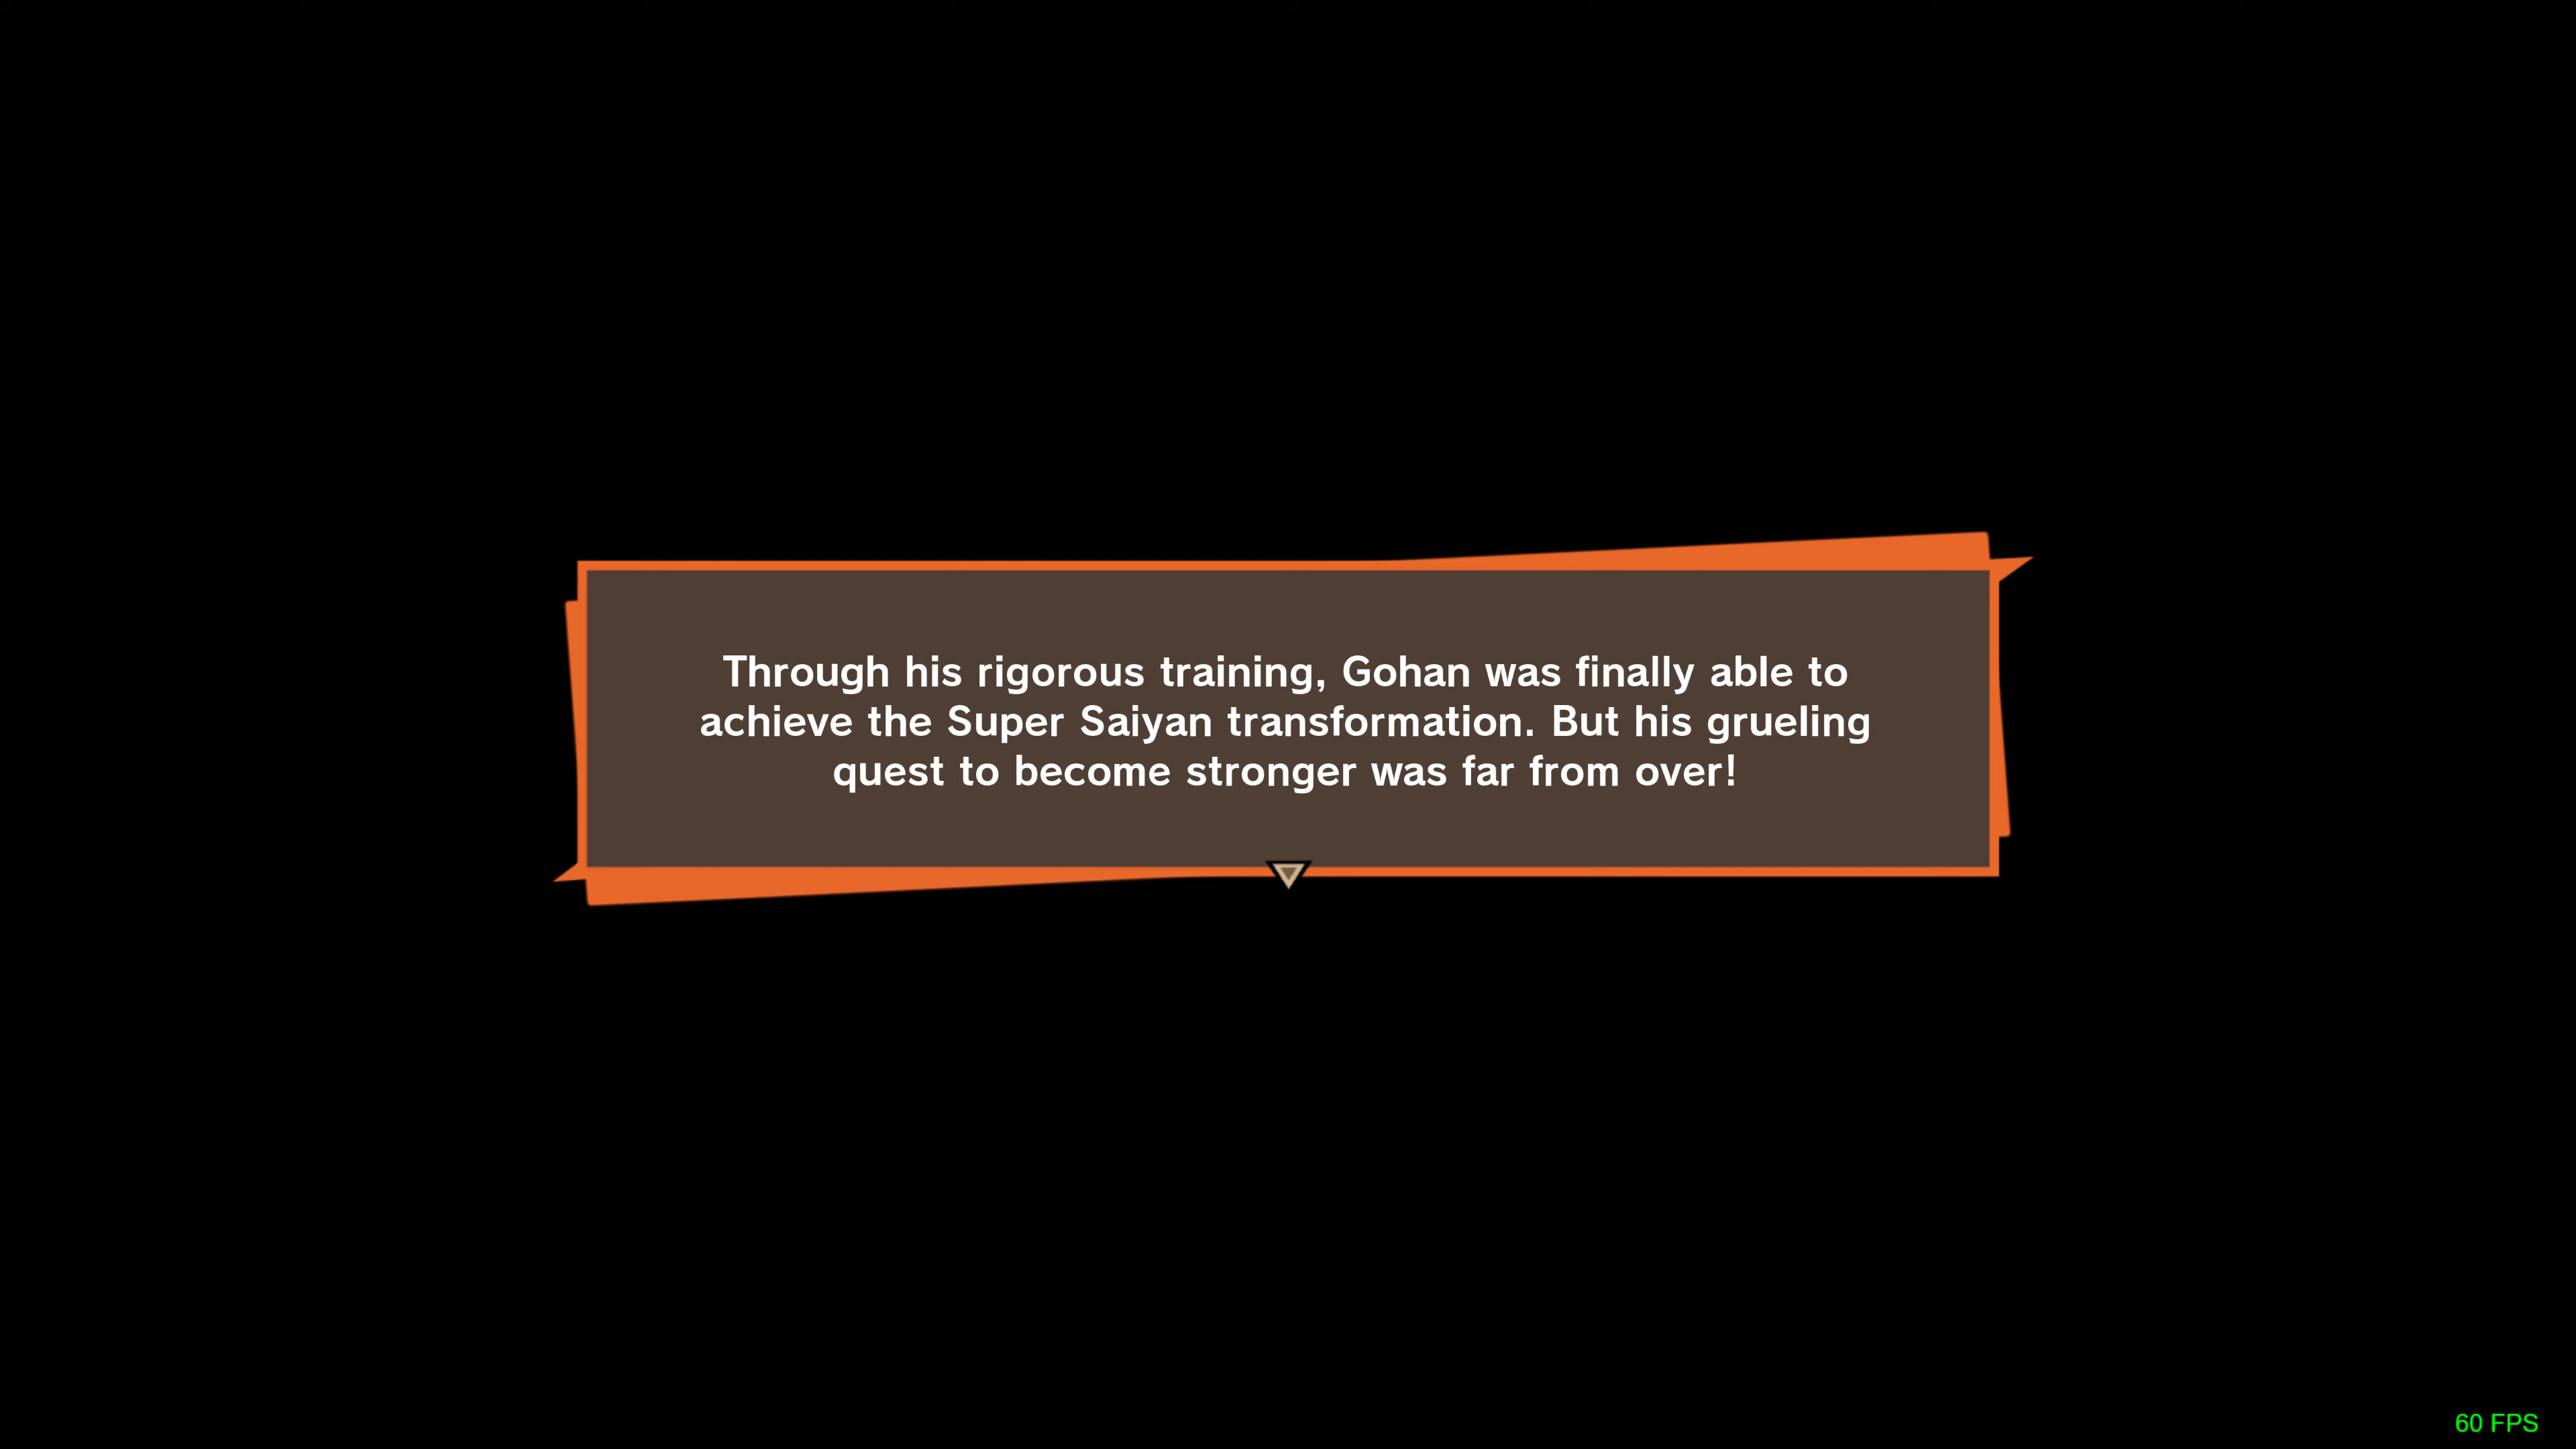 Through his rigorous training, Gohan was finally able to
achieve the Super Saiyan transformation. But his grueling
quest to become stronger was far from over!
60 FPS